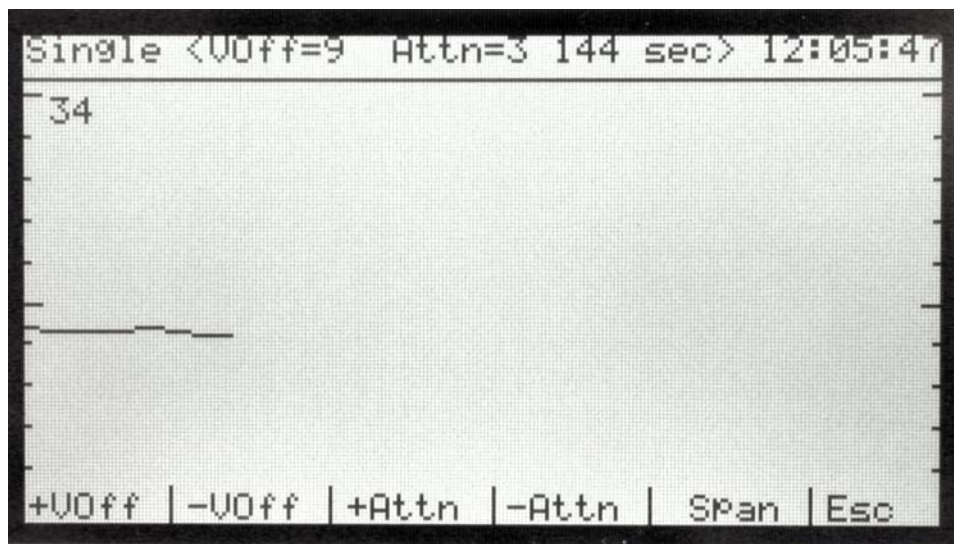 Single <VOff=9 Attn=3 144 sec> 12:05:47
34
+VOff |-VOff |+Attn |-Attn | Span |Esc